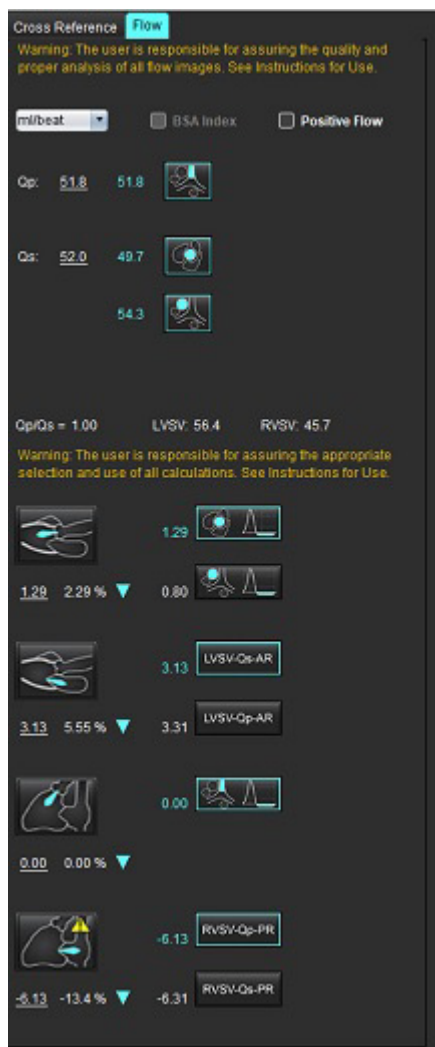 Cross Reference Flow
Warning: The user is responsible for assuring the quality and
proper analysis of all flow images. See Instructions for Use.
ml/beat BSA Index Positive Flow
Qp: 51.8 51.8
Qs: 52.0 49.7
54.3
Qp/Qs = 1.00 LVSV: 56.4 RVSV: 45.7
Warning: The user is responsible for assuring the appropriate
selection and use of all calculations. See Instructions for Use.
1.29
1.29 2.29 % 0.80
3.13 LVSV-Qs-AR
3.13 5.55 % 3.31 LVSV-Qp-AR
0.00
0.00 0.00 %
-6.13 RVSV-Qp-PR
-6.13 -13.4 % -6.31 RVSV-Qs-PR